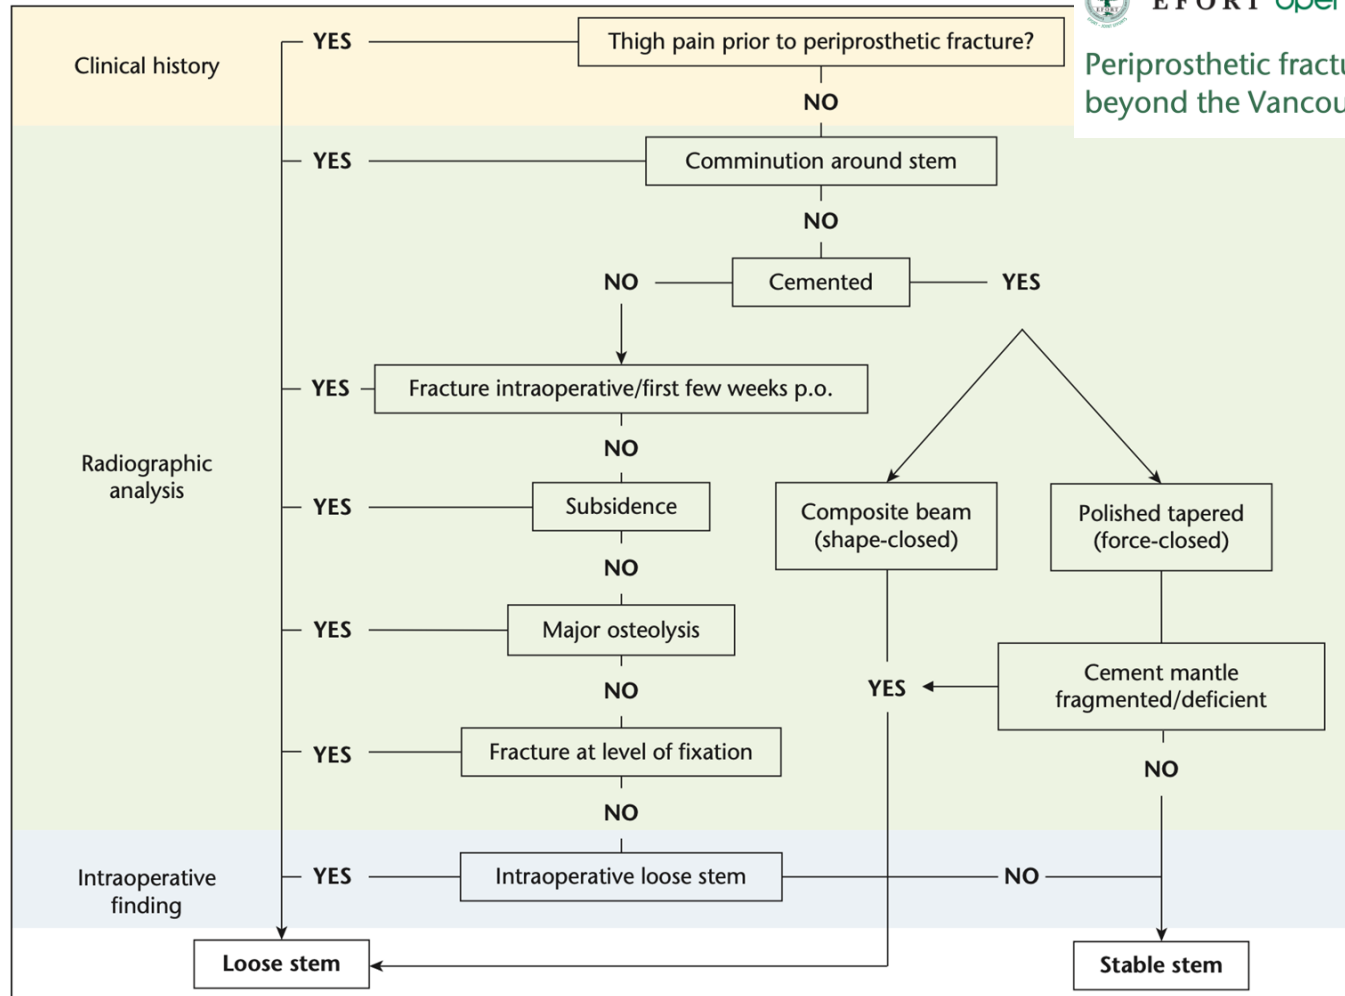 EFORT open
Periprosthetic fractu
beyond the Vancou
YES
Thigh pain prior to periprosthetic fracture?
Clinical history
NO
YES
Comminution around stem
NO
NO
Cemented
YES
YES
Fracture intraoperative/first few weeks p.o.
NO
Radiographic
analysis
YES
Subsidence
Composite beam
(shape-closed)
Polished tapered
(force-closed)
NO
YES
Major osteolysis
NO
YES
Cement mantle
fragmented/deficient
YES
Fracture at level of fixation
NO
NO
Intraoperative
finding
YES
Intraoperative loose stem
NO
Loose stem
Stable stem